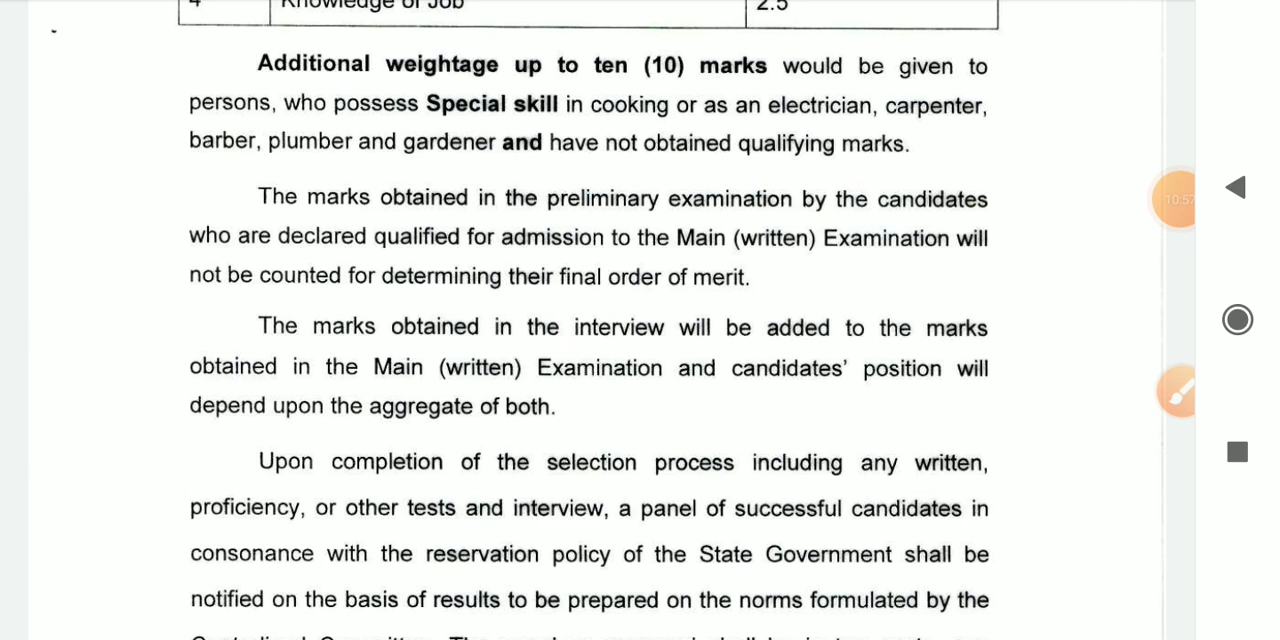 4 Knowledge of Job 2.5
Additional weightage up to ten (10) marks would be given to
persons, who possess Special skill in cooking or as an electrician, carpenter,
barber, plumber and gardener and have not obtained qualifying marks.
The marks obtained in the preliminary examination by the candidates
who are declared qualified for admission to the Main (written) Examination will
not be counted for determining their final order of merit.
The marks obtained in the interview will be added to the marks
obtained in the Main (written) Examination and candidates’ position will
depend upon the aggregate of both.
Upon completion of the selection process including any written,
proficiency, or other tests and interview, a panel of successful candidates in
consonance with the reservation policy of the State Government shall be
notified on the basis of results to be prepared on the norms formulated by the
10:57